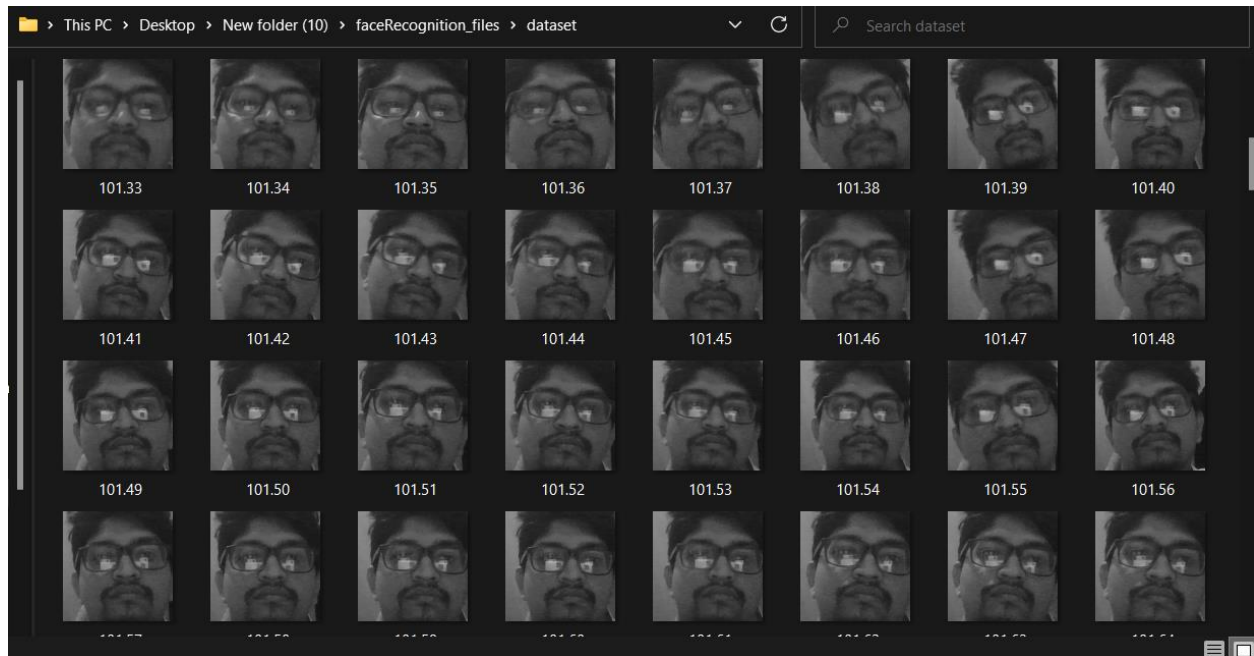 This PC > Desktop > New folder (10) > faceRecognition_files > dataset
Search dataset
101.33 101.34 101.35 101.36 101.37 101.38 101.39 101.40
101.41 101.42 101.43 101.44 101.45 101.46 101.47 101.48
101.49 101.50 101.51 101.52 101.53 101.54 101.55 101.56